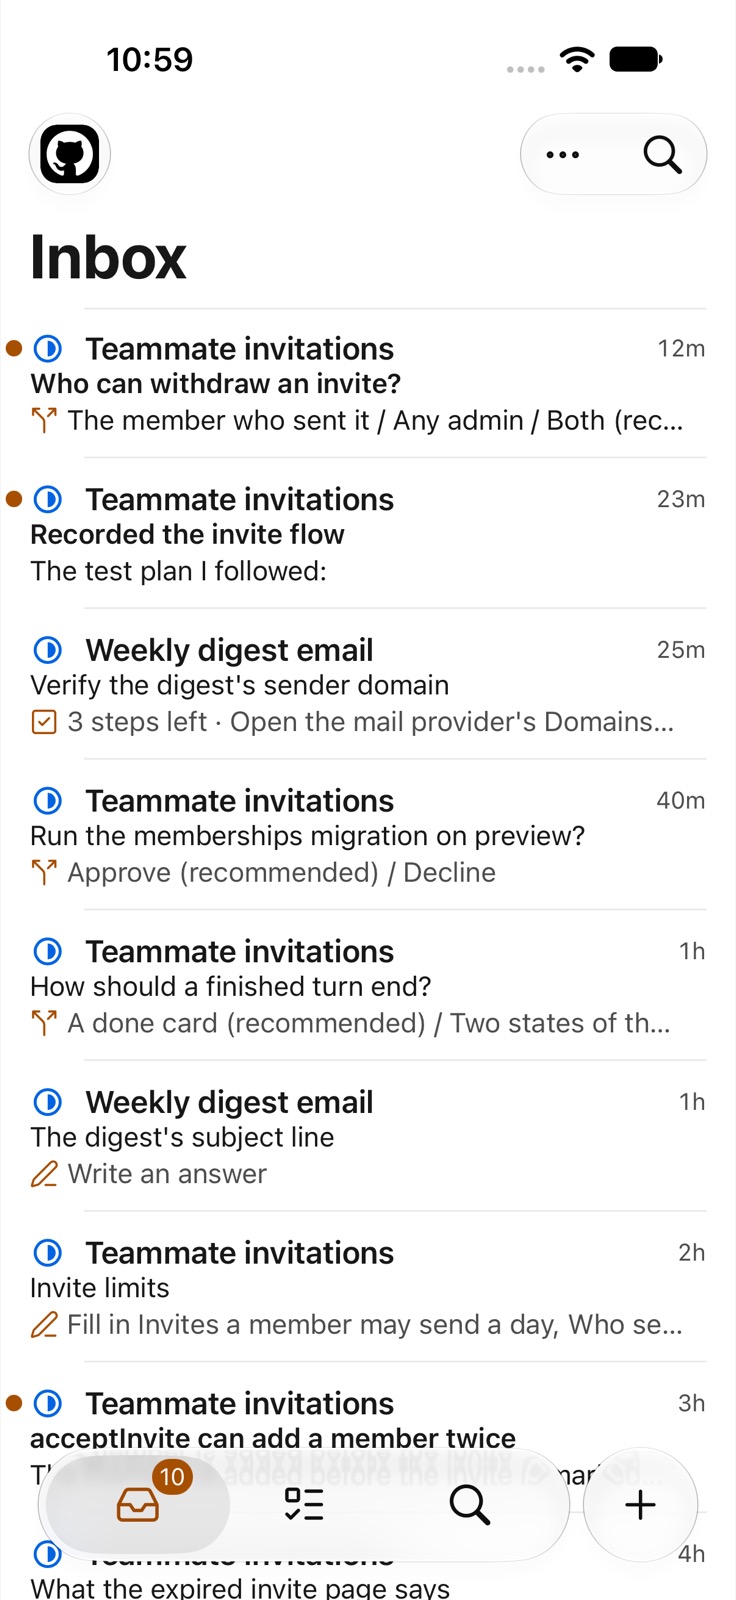 10:59
Inbox
Teammate invitations 12m
Who can withdraw an invite?
The member who sent it / Any admin / Both (rec...
Teammate invitations 23m
Recorded the invite flow
The test plan I followed:
Weekly digest email 25m
Verify the digest's sender domain
3 steps left · Open the mail provider's Domains...
Teammate invitations 40m
Run the memberships migration on preview?
Approve (recommended) / Decline
Teammate invitations 1h
How should a finished turn end?
A done card (recommended) / Two states of th...
Weekly digest email 1h
The digest's subject line
Write an answer
Teammate invitations 2h
Invite limits
Fill in Invites a member may send a day, Who se...
Teammate invitations 3h
acceptInvite can add a member twice
added before the invite
10
Teammate invitations 4h
What the expired invite page says